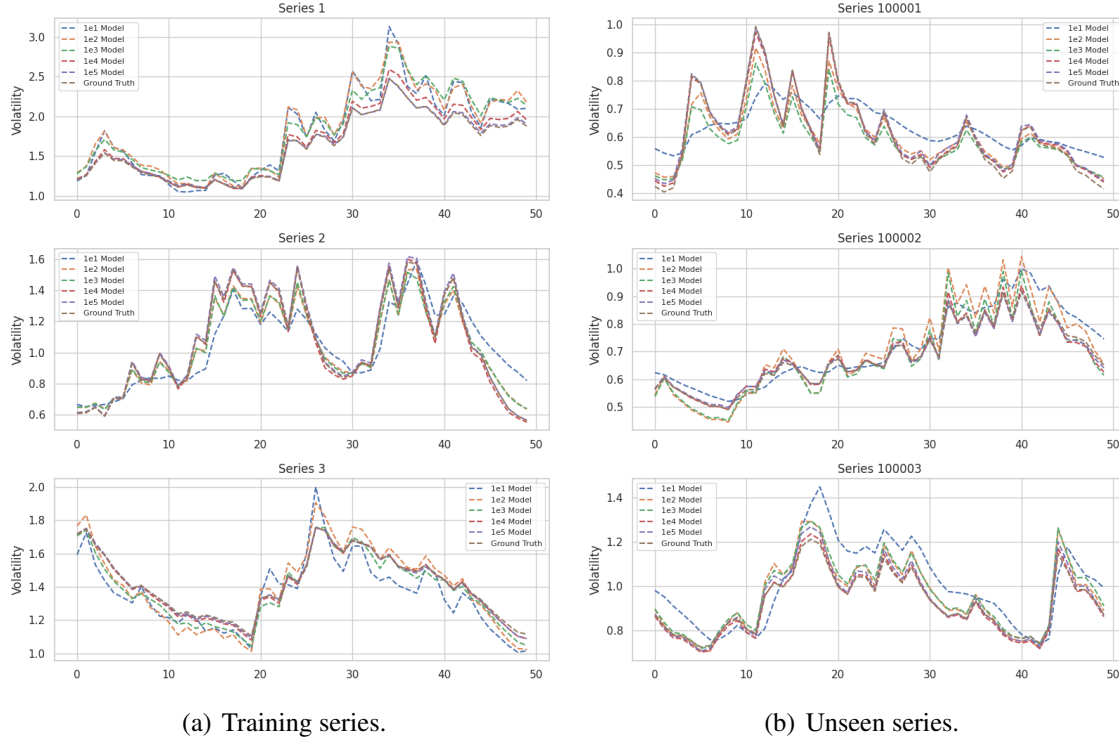 Series 1
Volatility
3.0
2.5
2.0
1.5
1.0
1e1 Model
1e2 Model
1e3 Model
1e4 Model
1e5 Model
Ground Truth
0 10 20 30 40 50
Series 2
Volatility
1.6
1.4
1.2
1.0
0.8
0.6
1e1 Model
1e2 Model
1e3 Model
1e4 Model
1e5 Model
Ground Truth
0 10 20 30 40 50
Series 3
Volatility
2.0
1.8
1.6
1.4
1.2
1.0
1e1 Model
1e2 Model
1e3 Model
1e4 Model
1e5 Model
Ground Truth
0 10 20 30 40 50
(a) Training series.
Series 100001
Volatility
1.0
0.9
0.8
0.7
0.6
0.5
0.4
1e1 Model
1e2 Model
1e3 Model
1e4 Model
1e5 Model
Ground Truth
0 10 20 30 40 50
Series 100002
Volatility
1.0
0.9
0.8
0.7
0.6
0.5
1e1 Model
1e2 Model
1e3 Model
1e4 Model
1e5 Model
Ground Truth
0 10 20 30 40 50
Series 100003
Volatility
1.4
1.2
1.0
0.8
1e1 Model
1e2 Model
1e3 Model
1e4 Model
1e5 Model
Ground Truth
0 10 20 30 40 50
(b) Unseen series.